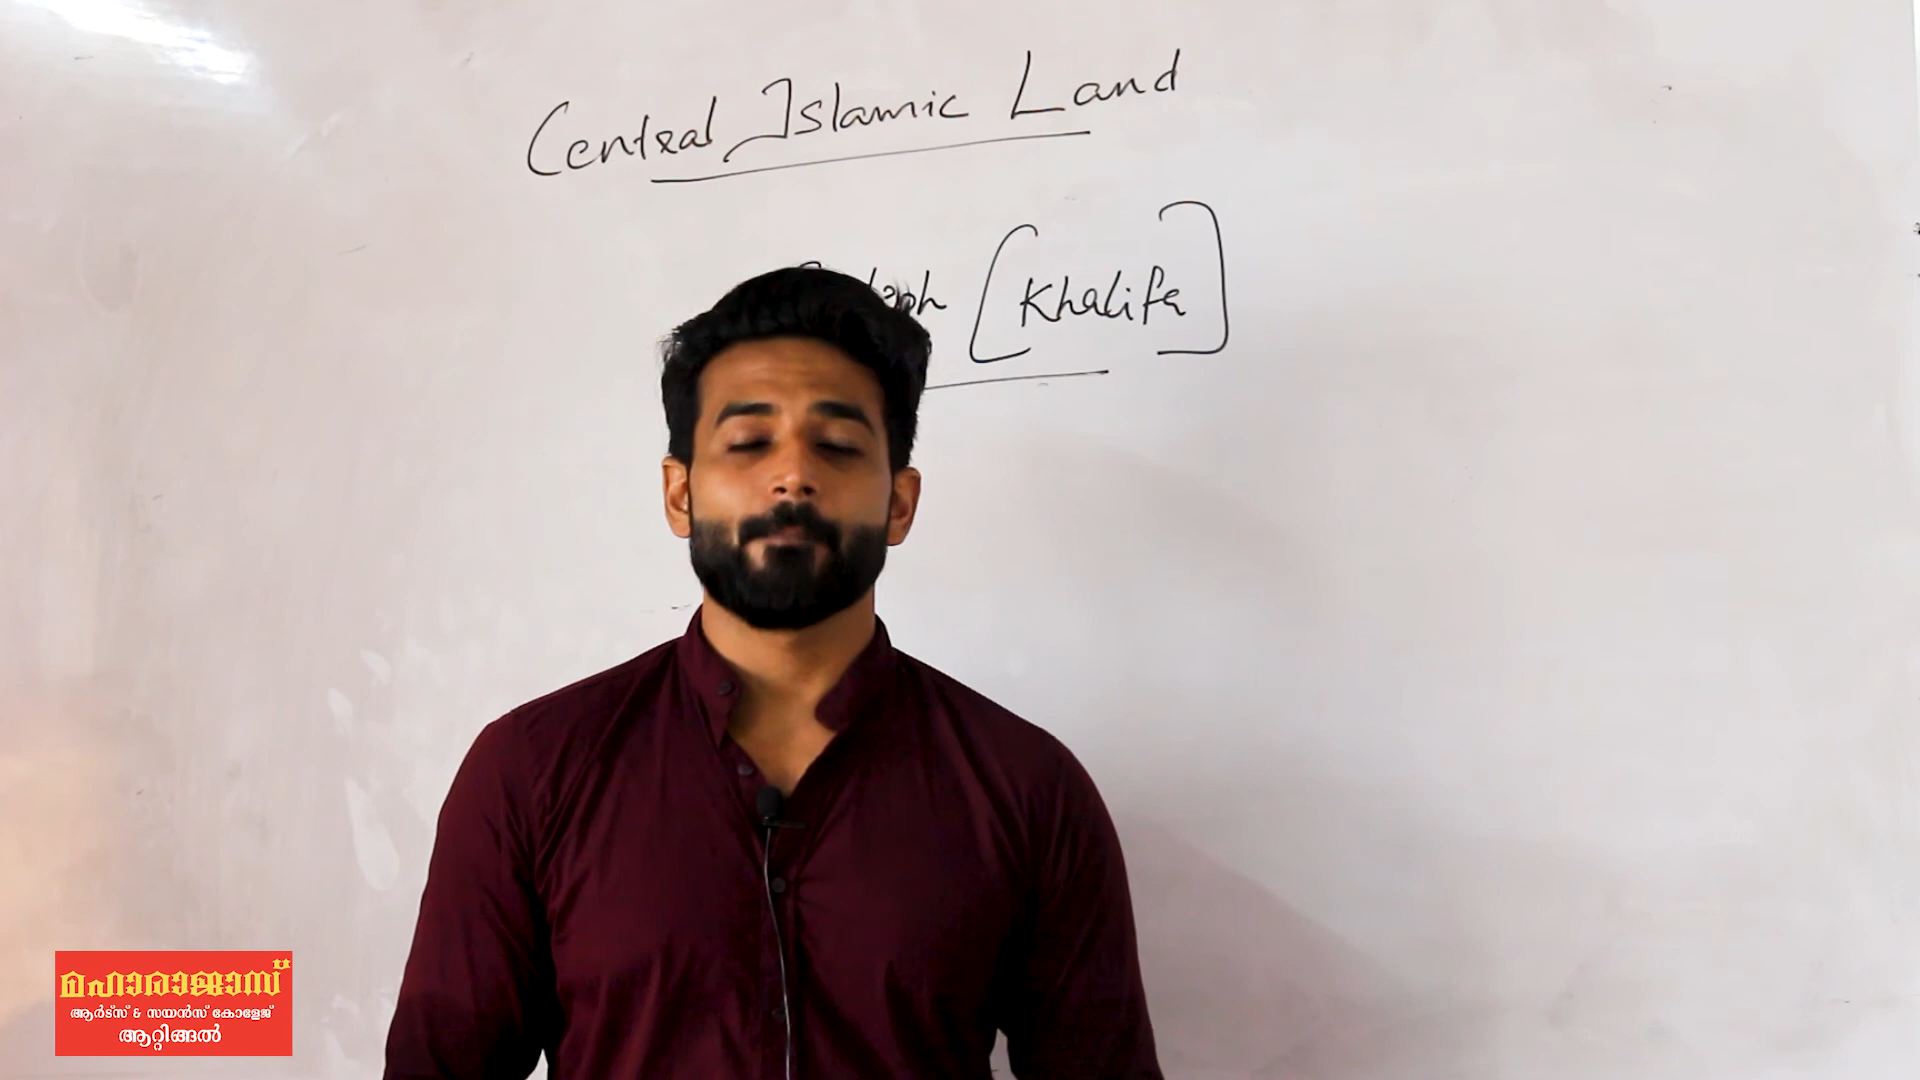 Central Islamic Land
[Khalifa]
മഹാരാജാസ്
ആർട്സ് & സയൻസ് കോളേജ്
ആറ്റിങ്ങൽ